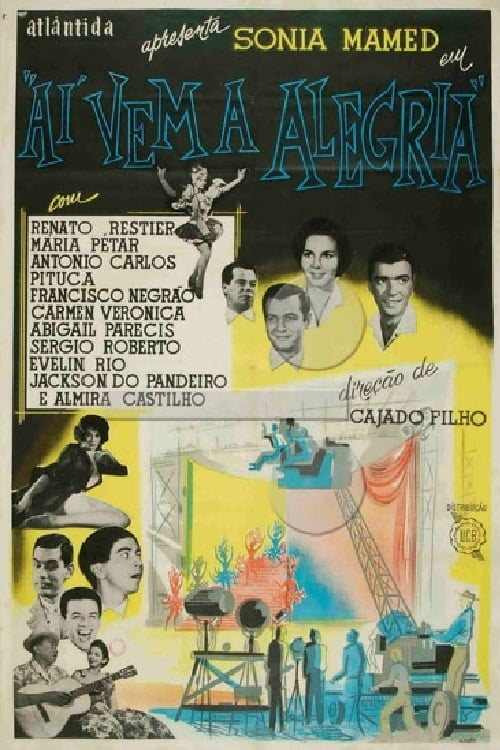 atlântida
apresenta SONIA MAMED em
"AÍ VEM A ALEGRIA"
com
RENATO RESTIER
MARIA PETAR
ANTONIO CARLOS
PITUCA
FRANCISCO NEGRÃO
CARMEN VERONICA
ABIGAIL PARECIS
SERGIO ROBERTO
EVELIN RIO
JACKSON DO PANDEIRO
E ALMIRA CASTILHO
direção de
CAJADO FILHO
DISTRIBUIÇÃO
UCB